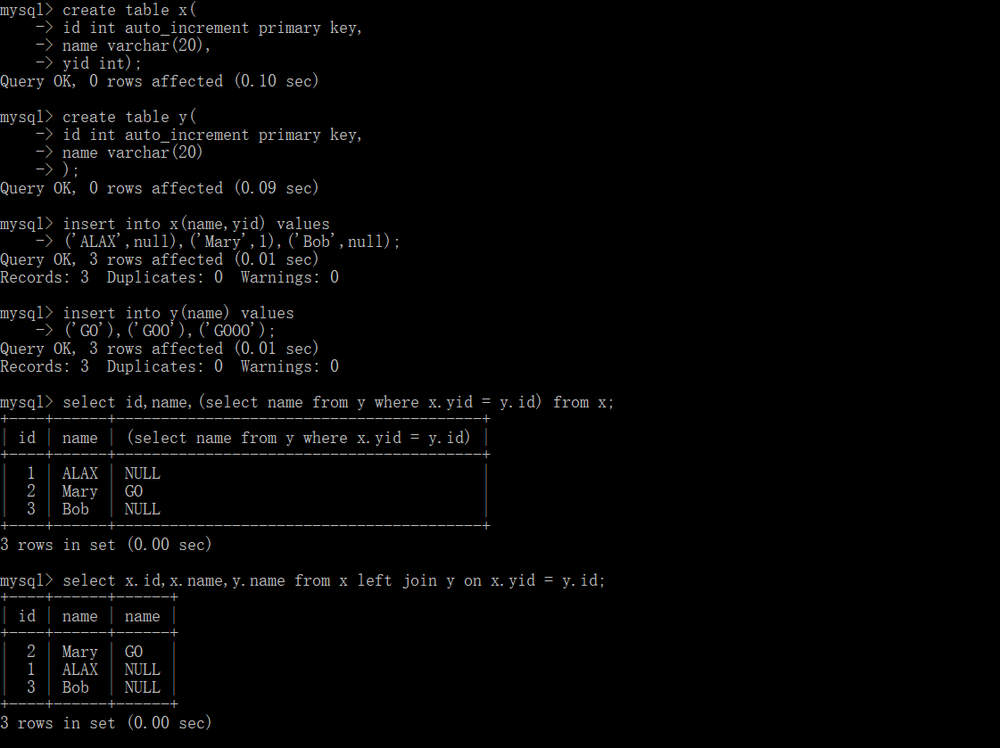 mysql> create table x(
    -> id int auto_increment primary key,
    -> name varchar(20),
    -> yid int);
Query OK, 0 rows affected (0.10 sec)

mysql> create table y(
    -> id int auto_increment primary key,
    -> name varchar(20)
    -> );
Query OK, 0 rows affected (0.09 sec)

mysql> insert into x(name,yid) values
    -> ('ALAX',null),('Mary',1),('Bob',null);
Query OK, 3 rows affected (0.01 sec)
Records: 3  Duplicates: 0  Warnings: 0

mysql> insert into y(name) values
    -> ('GO'),('GOO'),('GOOO');
Query OK, 3 rows affected (0.01 sec)
Records: 3  Duplicates: 0  Warnings: 0

mysql> select id,name,(select name from y where x.yid = y.id) from x;
+----+------+-----------------------------------------+
| id | name | (select name from y where x.yid = y.id) |
+----+------+-----------------------------------------+
|  1 | ALAX | NULL                                    |
|  2 | Mary | GO                                      |
|  3 | Bob  | NULL                                    |
+----+------+-----------------------------------------+
3 rows in set (0.00 sec)

mysql> select x.id,x.name,y.name from x left join y on x.yid = y.id;
+----+------+------+
| id | name | name |
+----+------+------+
|  2 | Mary | GO   |
|  1 | ALAX | NULL |
|  3 | Bob  | NULL |
+----+------+------+
3 rows in set (0.00 sec)